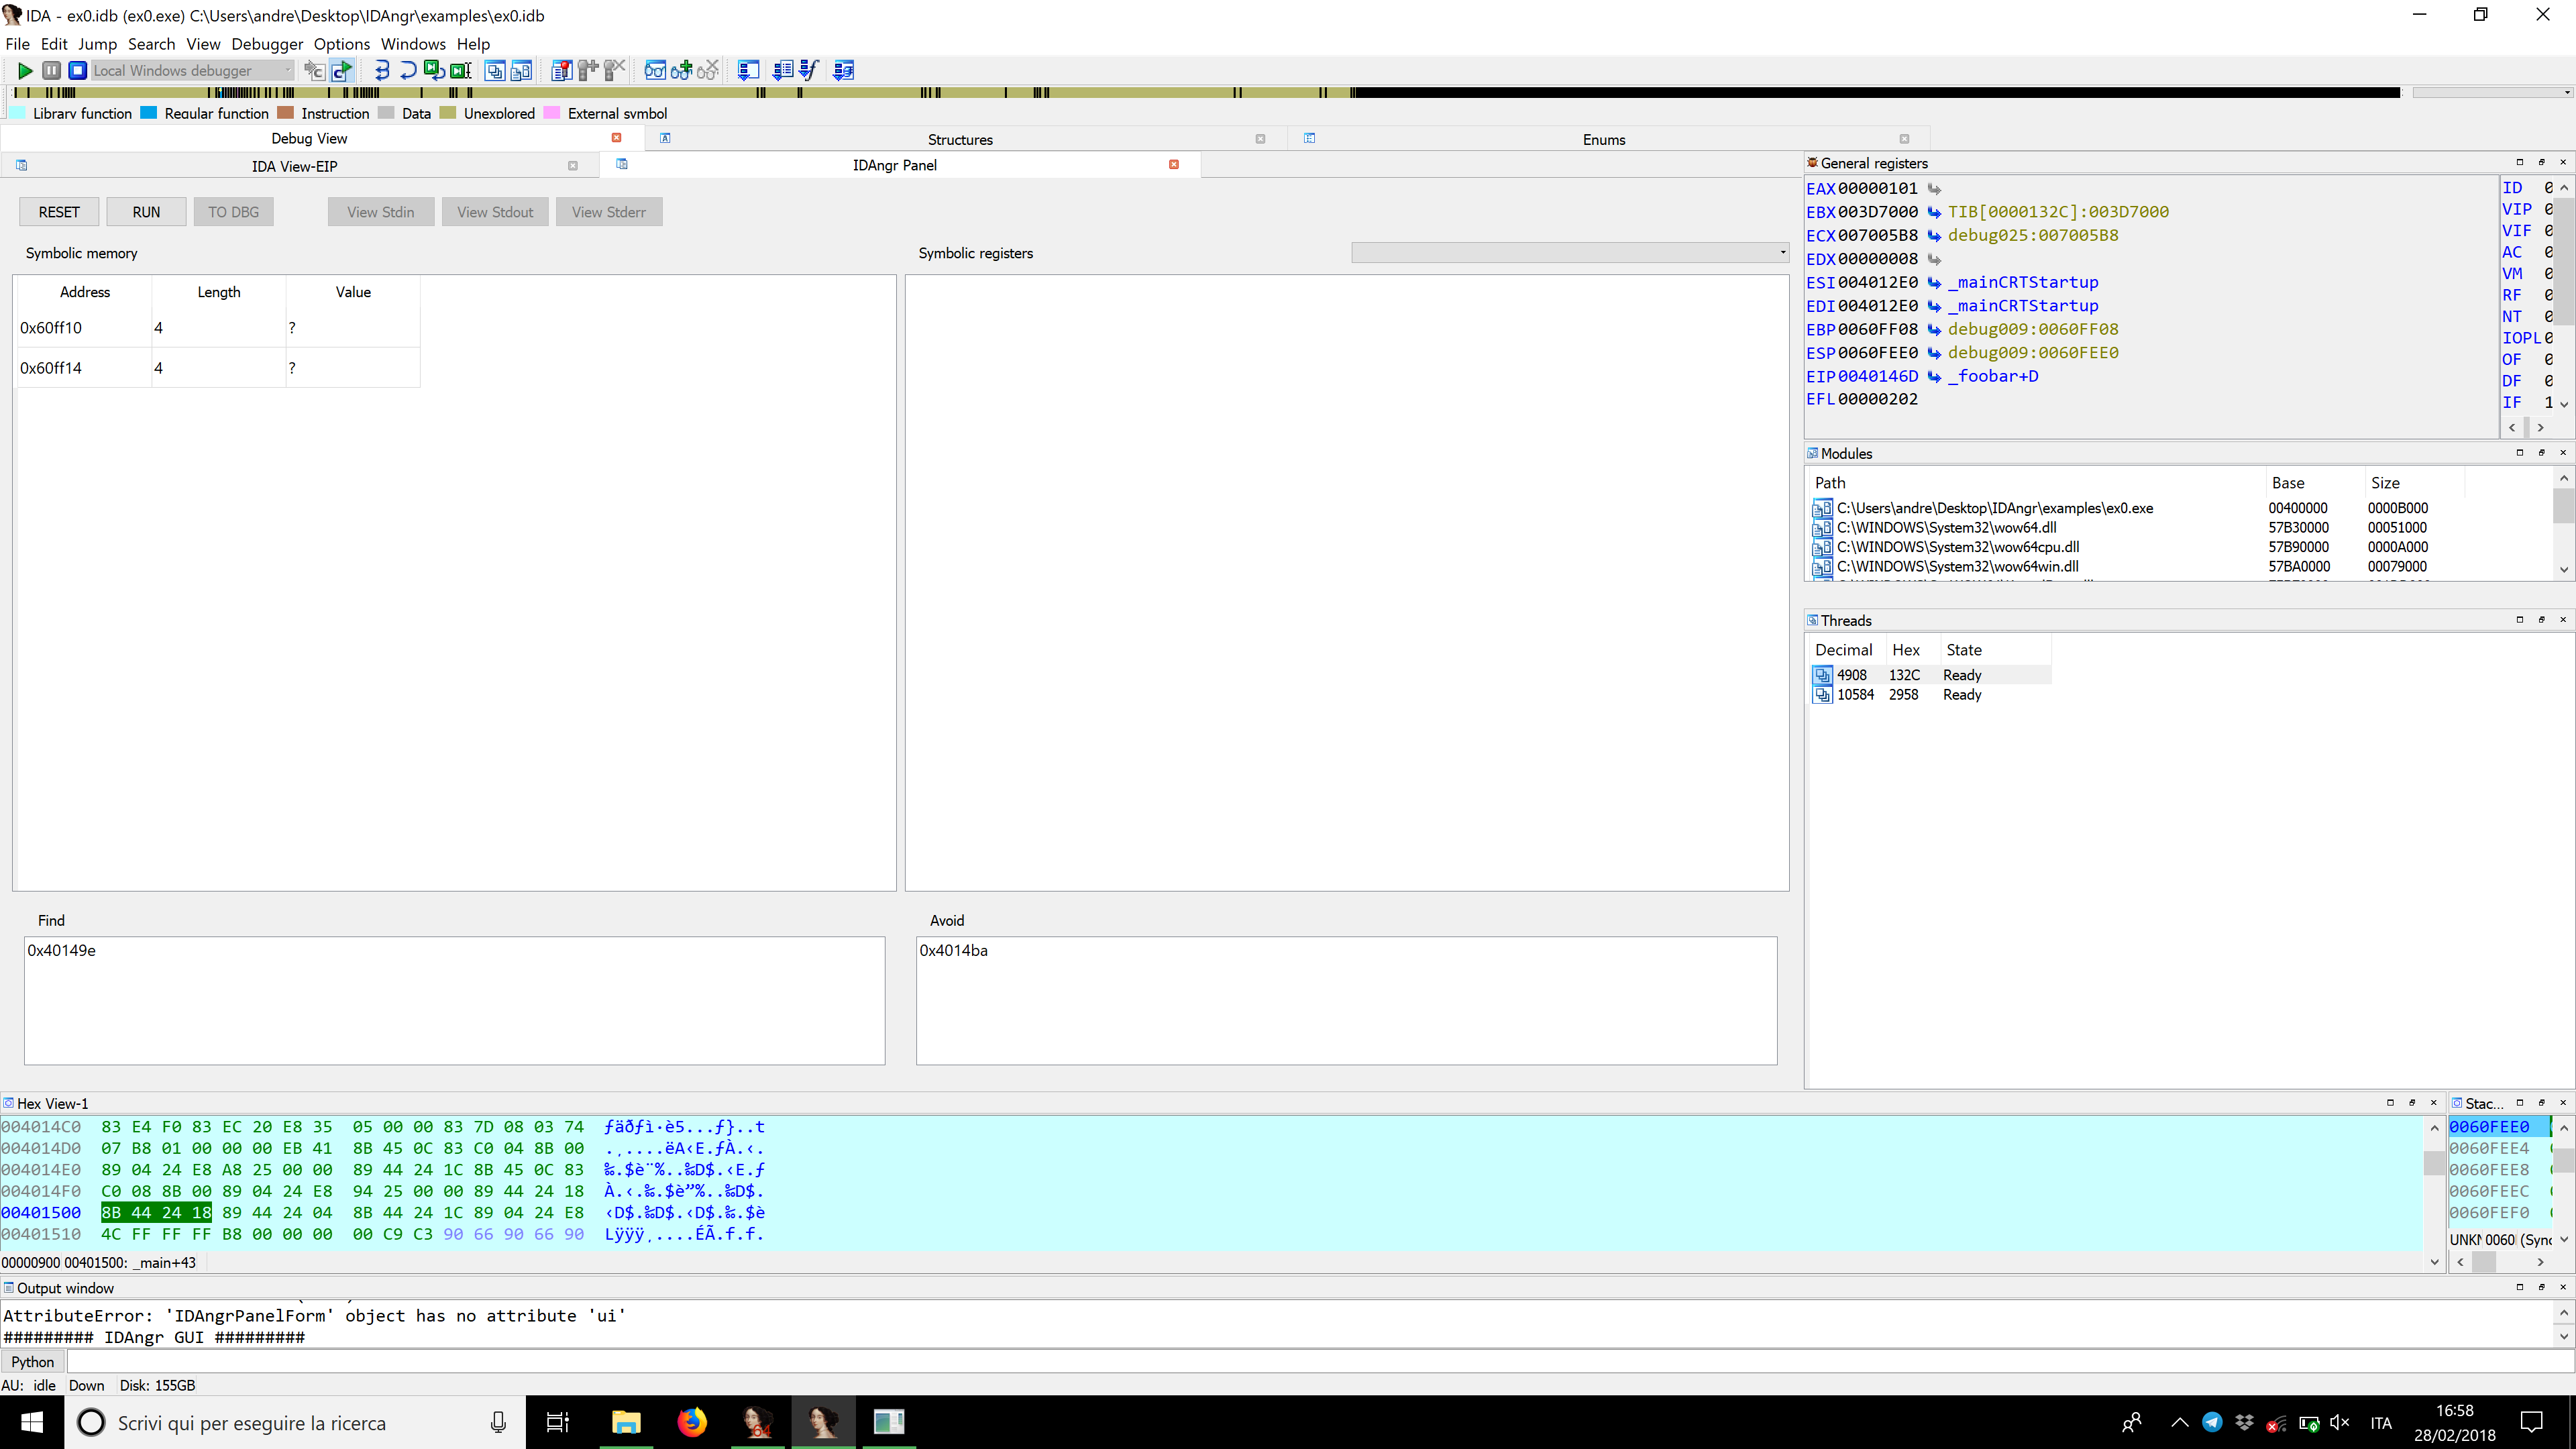 IDA - ex0.idb (ex0.exe) C:\Users\andre\Desktop\IDAngr\examples\ex0.idb
File Edit Jump Search View Debugger Options Windows Help
Local Windows debugger
Library function Regular function Instruction Data Unexplored External symbol
Debug View Structures Enums
IDA View-EIP IDAngr Panel
RESET RUN TO DBG View Stdin View Stdout View Stderr
Symbolic memory Symbolic registers
Address Length Value
0x60ff10 4 ?
0x60ff14 4 ?
Find Avoid
0x40149e 0x4014ba
General registers
EAX 00000101
EBX 003D7000 TIB[0000132C]:003D7000
ECX 007005B8 debug025:007005B8
EDX 00000008
ESI 004012E0 _mainCRTStartup
EDI 004012E0 _mainCRTStartup
EBP 0060FF08 debug009:0060FF08
ESP 0060FEE0 debug009:0060FEE0
EIP 0040146D _foobar+D
EFL 00000202
ID 0
VIP 0
VIF 0
AC 0
VM 0
RF 0
NT 0
IOPL 0
OF 0
DF 0
IF 1
Modules
Path Base Size
C:\Users\andre\Desktop\IDAngr\examples\ex0.exe 00400000 0000B000
C:\WINDOWS\System32\wow64.dll 57B30000 00051000
C:\WINDOWS\System32\wow64cpu.dll 57B90000 0000A000
C:\WINDOWS\System32\wow64win.dll 57BA0000 00079000
Threads
Decimal Hex State
4908 132C Ready
10584 2958 Ready
Hex View-1
004014C0 83 E4 F0 83 EC 20 E8 35 05 00 00 83 7D 08 03 74 ƒäðƒì·è5...ƒ}..t
004014D0 07 B8 01 00 00 00 EB 41 8B 45 0C 83 C0 04 8B 00 .¸....ëA‹E.ƒÀ.‹.
004014E0 89 04 24 E8 A8 25 00 00 89 44 24 1C 8B 45 0C 83 ‰.$è¨%..‰D$.‹E.ƒ
004014F0 C0 08 8B 00 89 04 24 E8 94 25 00 00 89 44 24 18 À.‹.‰.$è”%..‰D$.
00401500 8B 44 24 18 89 44 24 04 8B 44 24 1C 89 04 24 E8 ‹D$.‰D$.‹D$.‰.$è
00401510 4C FF FF FF B8 00 00 00 00 C9 C3 90 66 90 66 90 Lÿÿÿ¸....ÉÃ.f.f.
00000900 00401500: _main+43
Stac...
0060FEE0
0060FEE4
0060FEE8
0060FEEC
0060FEF0
UNKN 0060 (Sync
Output window
AttributeError: 'IDAngrPanelForm' object has no attribute 'ui'
######### IDAngr GUI #########
Python
AU: idle Down Disk: 155GB
Scrivi qui per eseguire la ricerca
64
ITA
16:58
28/02/2018